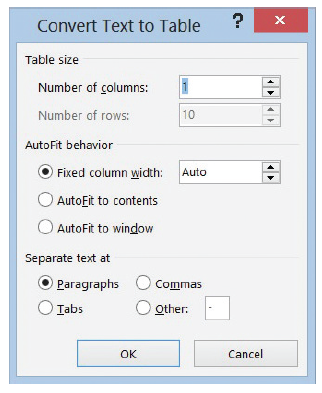 Convert Text to Table ? x
Table size
Number of columns: 1
Number of rows: 10
AutoFit behavior
Fixed column width: Auto
AutoFit to contents
AutoFit to window
Separate text at
Paragraphs Commas
Tabs Other: -
OK Cancel